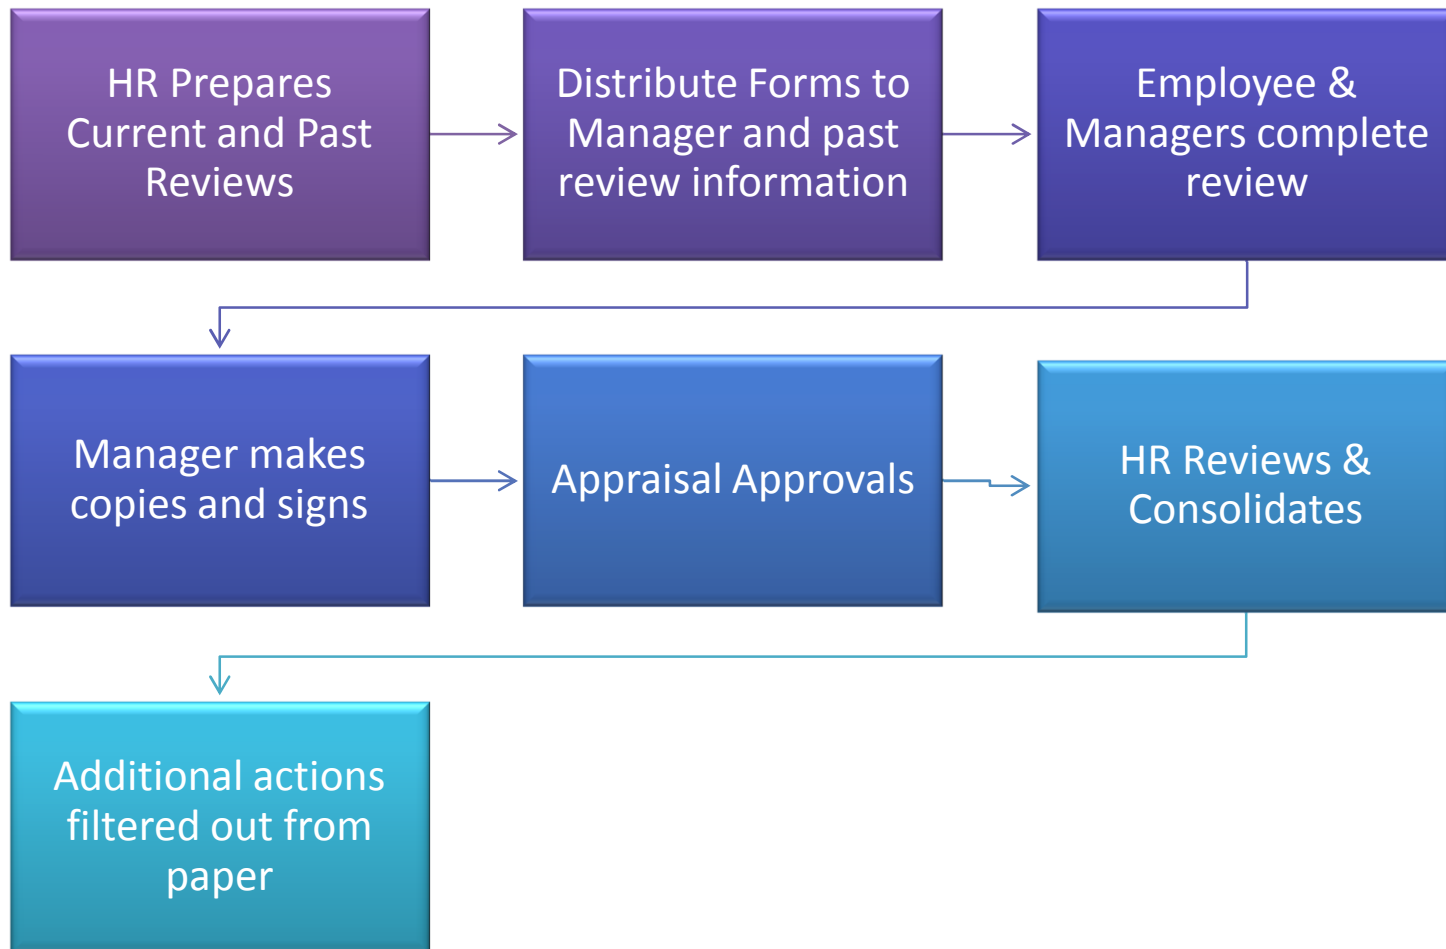 HR Prepares
Current and Past
Reviews
Distribute Forms to
Manager and past
review information
Employee &
Managers complete
review
Manager makes
copies and signs
Appraisal Approvals
HR Reviews &
Consolidates
Additional actions
filtered out from
paper